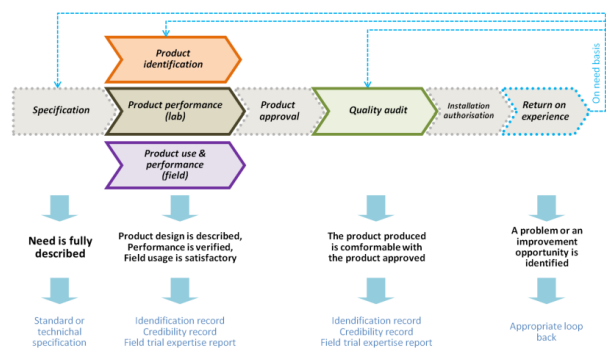 Product
identification
On need basis
Specification
Product performance
(lab)
Product
approval
Quality audit
Installation
authorisation
Return on
experience
Product use &
performance
(field)
Need is fully
described
Product design is described,
Performance is verified,
Field usage is satisfactory
The product produced
is comformable with
the product approved
A problem or an
improvement
opportunity is
identified
Standard or
technichal
specification
Identification record
Credibility record
Field trial expertise report
Identification record
Credibility record
Field trial expertise report
Appropriate loop
back